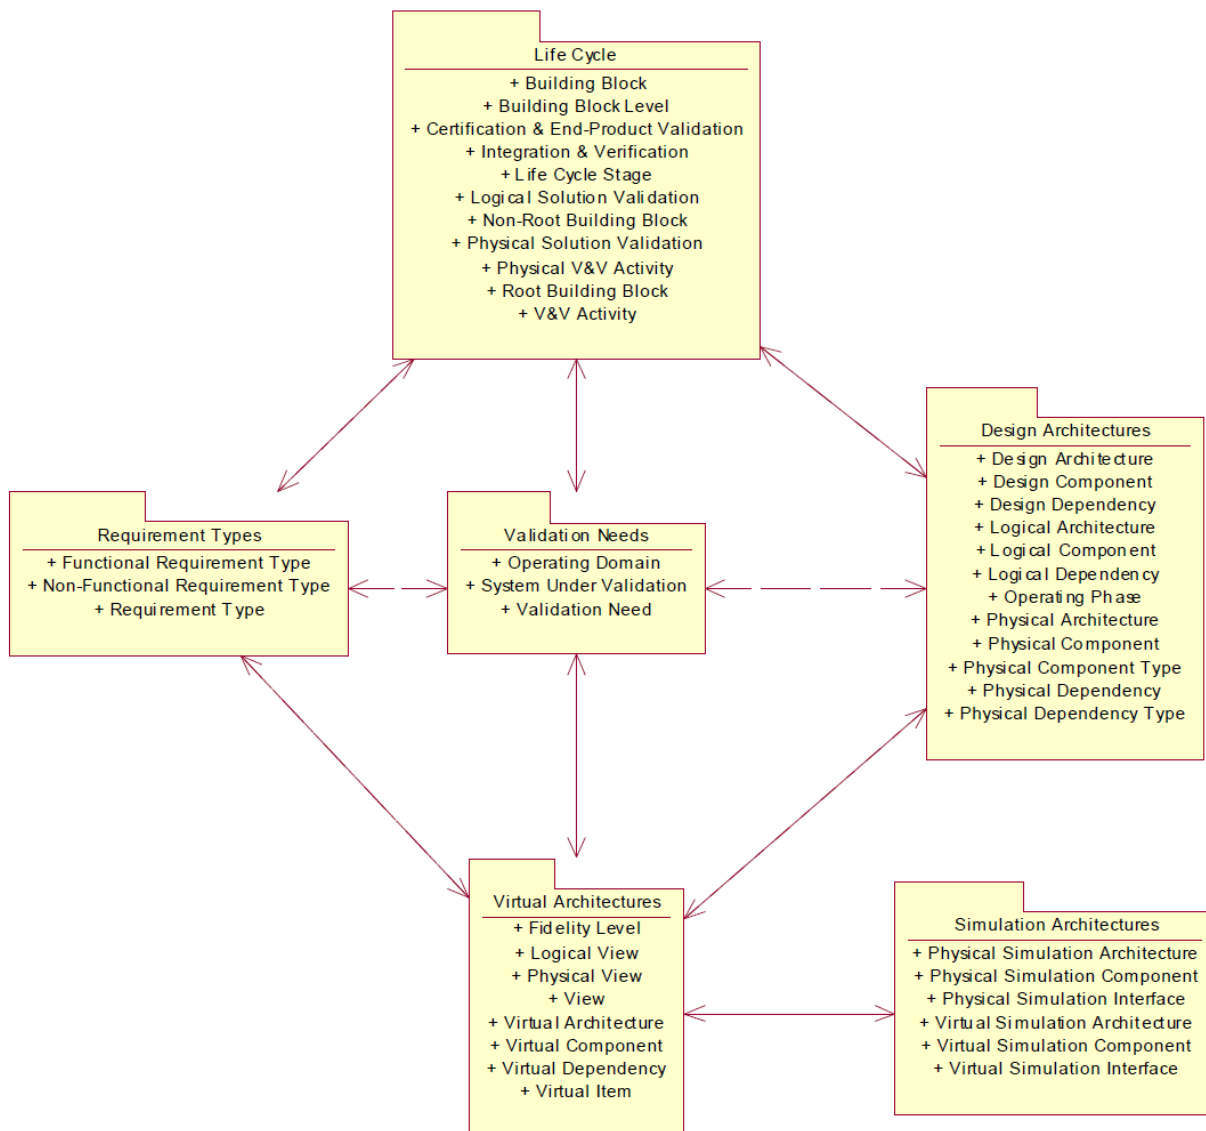 Life Cycle
+ Building Block
+ Building Block Level
+ Certification & End-Product Validation
+ Integration & Verification
+ Life Cycle Stage
+ Logical Solution Validation
+ Non-Root Building Block
+ Physical Solution Validation
+ Physical V&V Activity
+ Root Building Block
+ V&V Activity
Design Architectures
+ Design Architecture
+ Design Component
+ Design Dependency
+ Logical Architecture
+ Logical Component
+ Logical Dependency
+ Operating Phase
+ Physical Architecture
+ Physical Component
+ Physical Component Type
+ Physical Dependency
+ Physical Dependency Type
Requirement Types
+ Functional Requirement Type
+ Non-Functional Requirement Type
+ Requirement Type
Validation Needs
+ Operating Domain
+ System Under Validation
+ Validation Need
Virtual Architectures
+ Fidelity Level
+ Logical View
+ Physical View
+ View
+ Virtual Architecture
+ Virtual Component
+ Virtual Dependency
+ Virtual Item
Simulation Architectures
+ Physical Simulation Architecture
+ Physical Simulation Component
+ Physical Simulation Interface
+ Virtual Simulation Architecture
+ Virtual Simulation Component
+ Virtual Simulation Interface